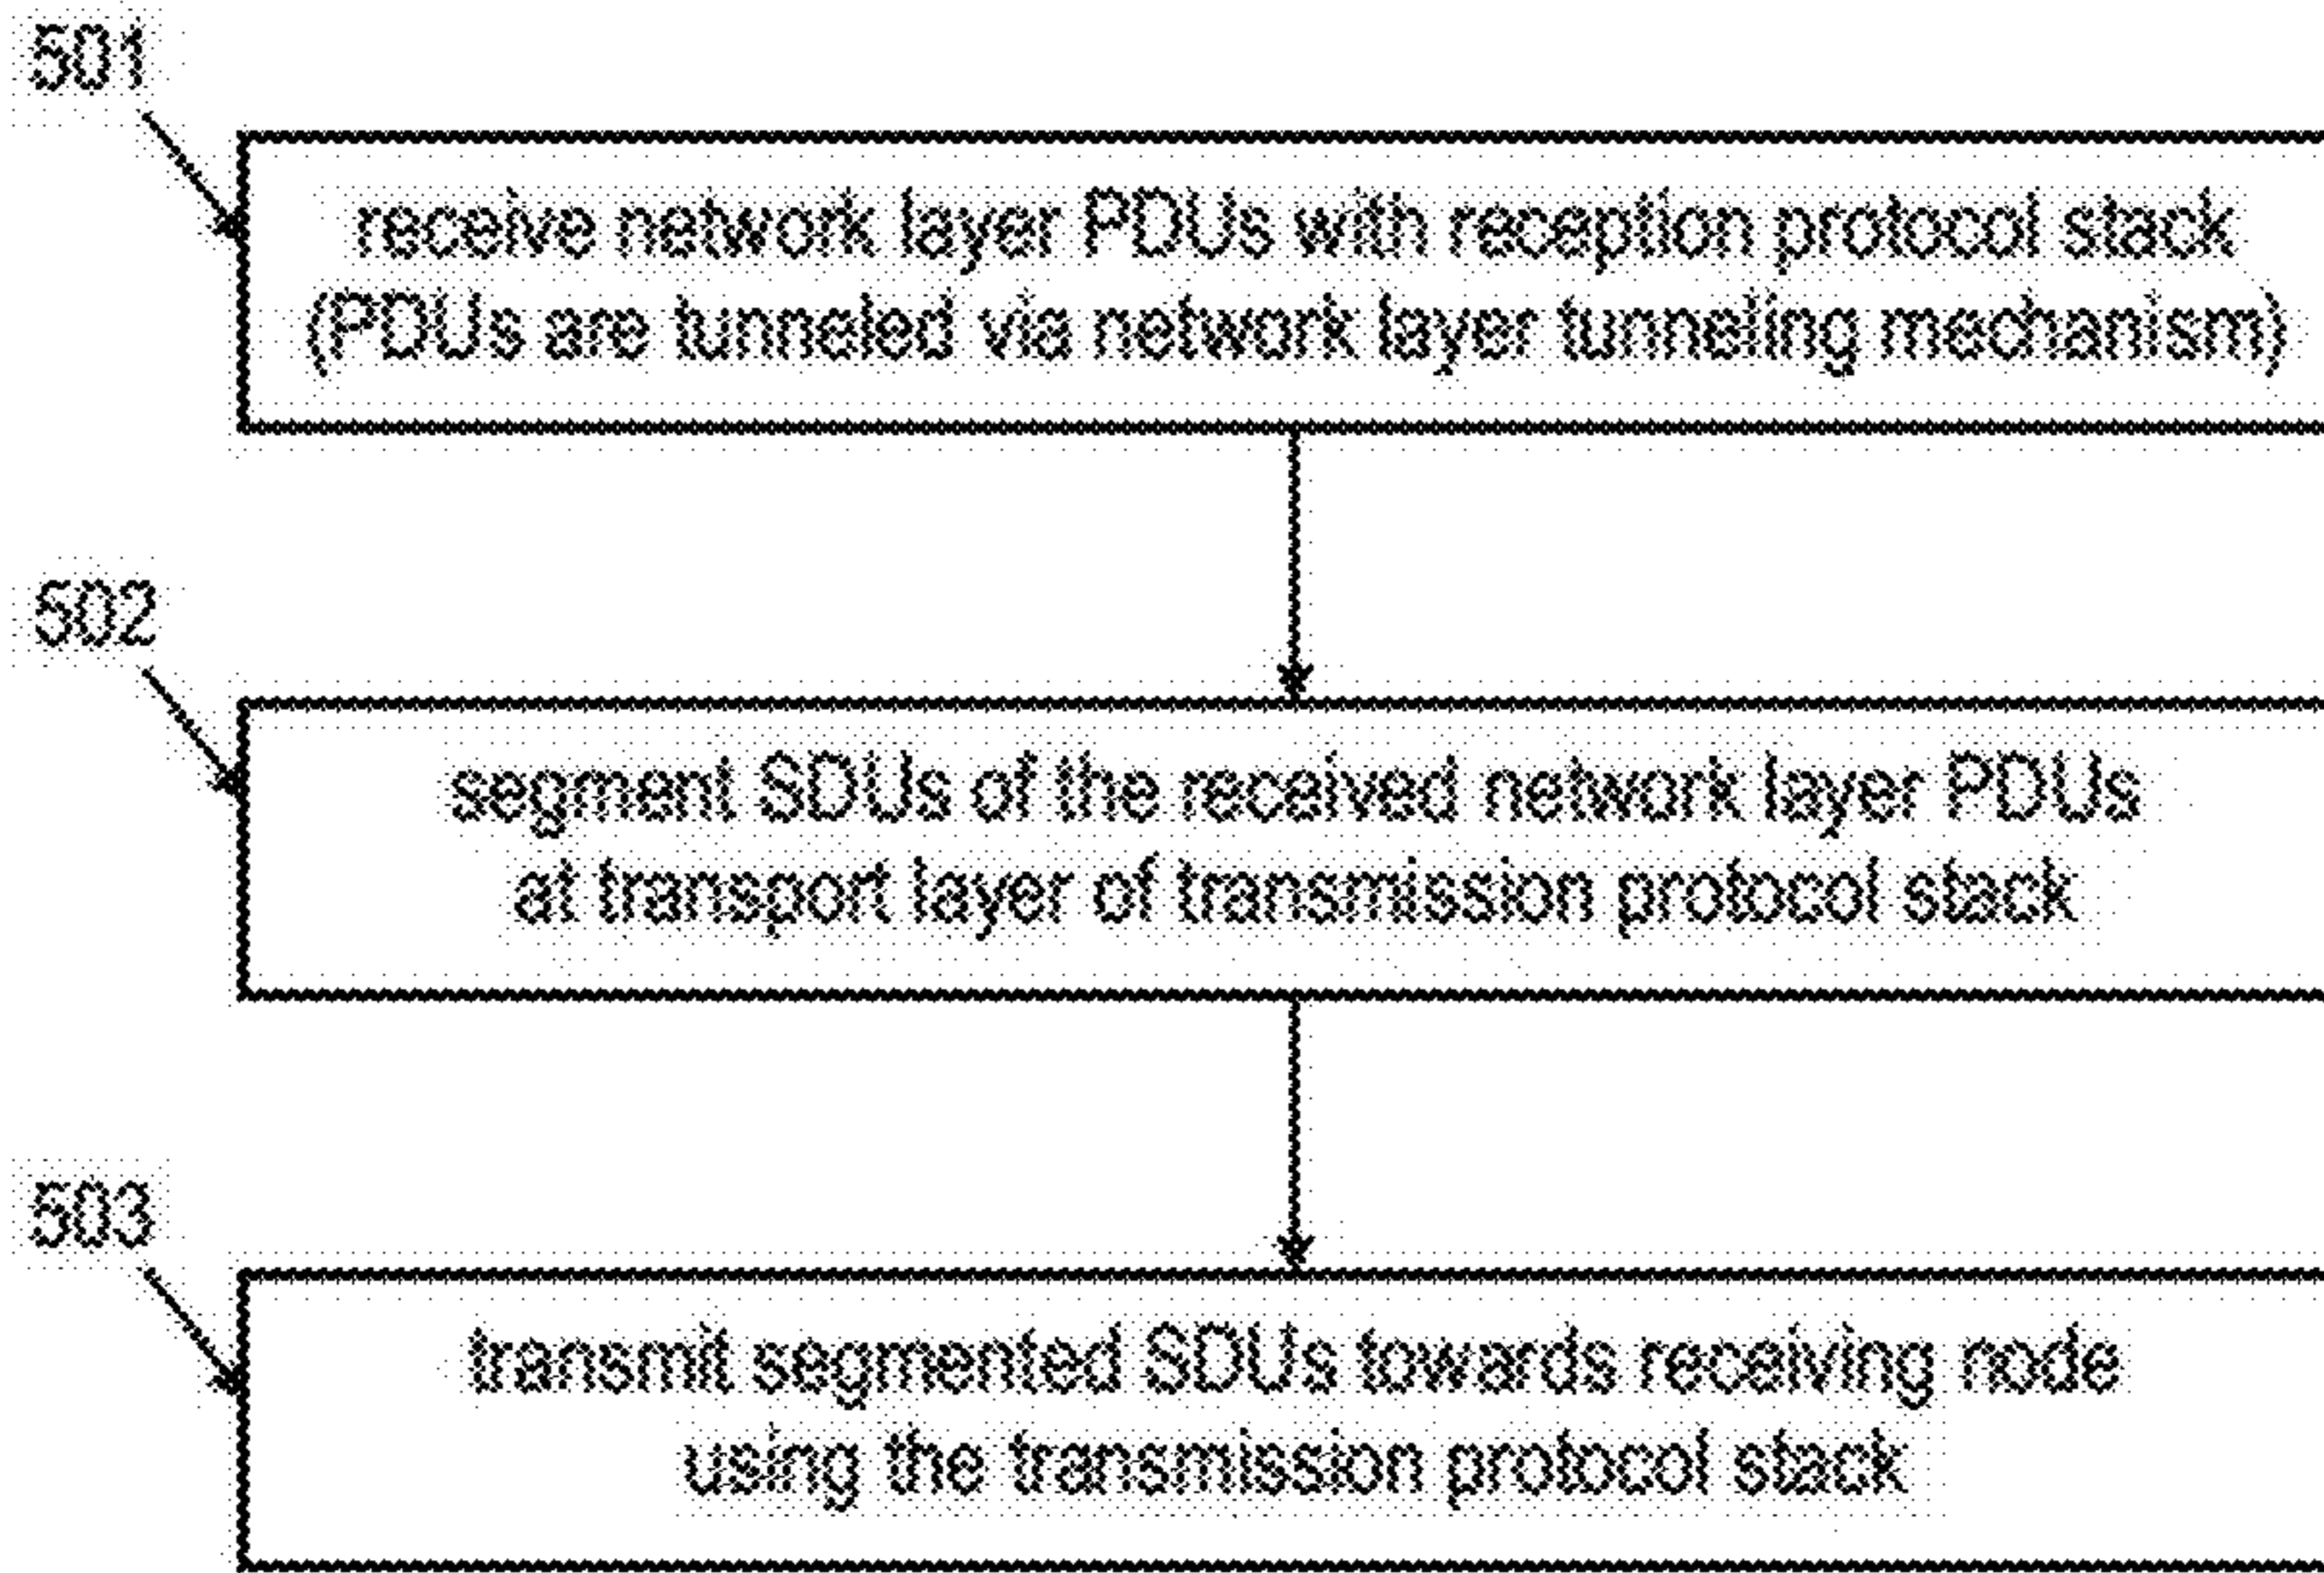 501
receive network layer PDUs with reception protocol stack
(PDUs are tunneled via network layer tunneling mechanism)
502
segment SDUs of the received network layer PDUs
at transport layer of transmission protocol stack
503
transmit segmented SDUs towards receiving node
using the transmission protocol stack